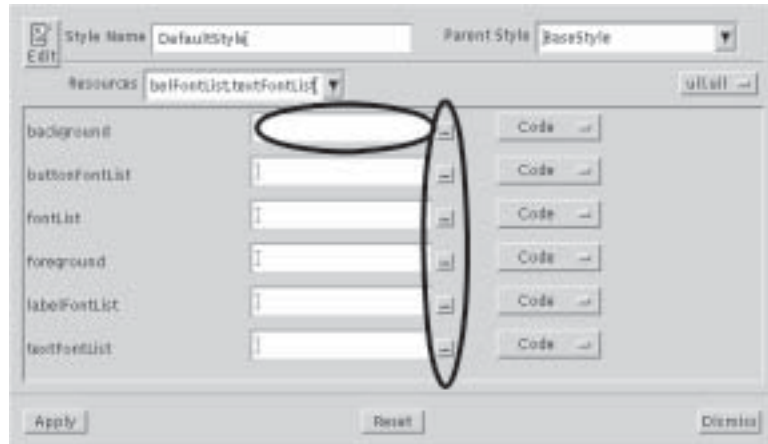 Style Name DefaultStyle Parent Style BaseStyle
Edit
Resources belFontList,textFontList
background Code
buttonFontList Code
fontList Code
foreground Code
labelFontList Code
textFontList Code
Apply Reset Dismiss